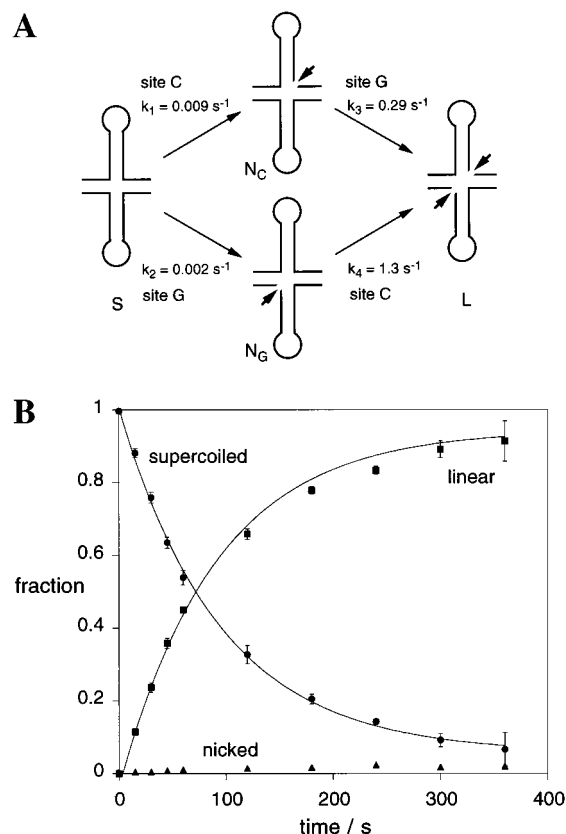 A
site C
k₁ = 0.009 s⁻¹
site G
k₃ = 0.29 s⁻¹
N_C
k₂ = 0.002 s⁻¹
site G
k₄ = 1.3 s⁻¹
site C
S
L
N_G
B
1
0.8
0.6
0.4
0.2
0
fraction
supercoiled
linear
nicked
0
100
200
300
400
time / s